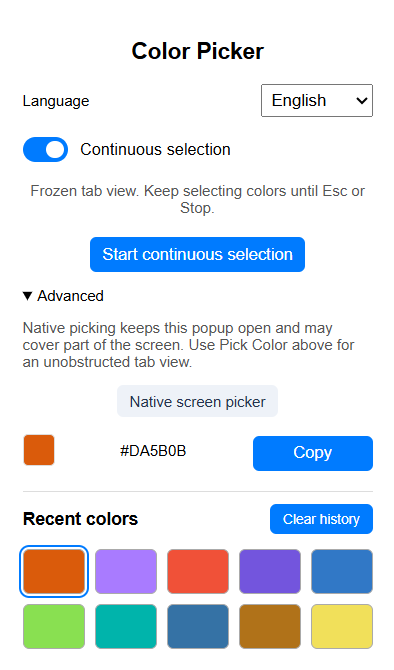 Color Picker
Language
English
Continuous selection
Frozen tab view. Keep selecting colors until Esc or
Stop.
Start continuous selection
Advanced
Native picking keeps this popup open and may
cover part of the screen. Use Pick Color above for
an unobstructed tab view.
Native screen picker
#DA5B0B
Copy
Recent colors
Clear history